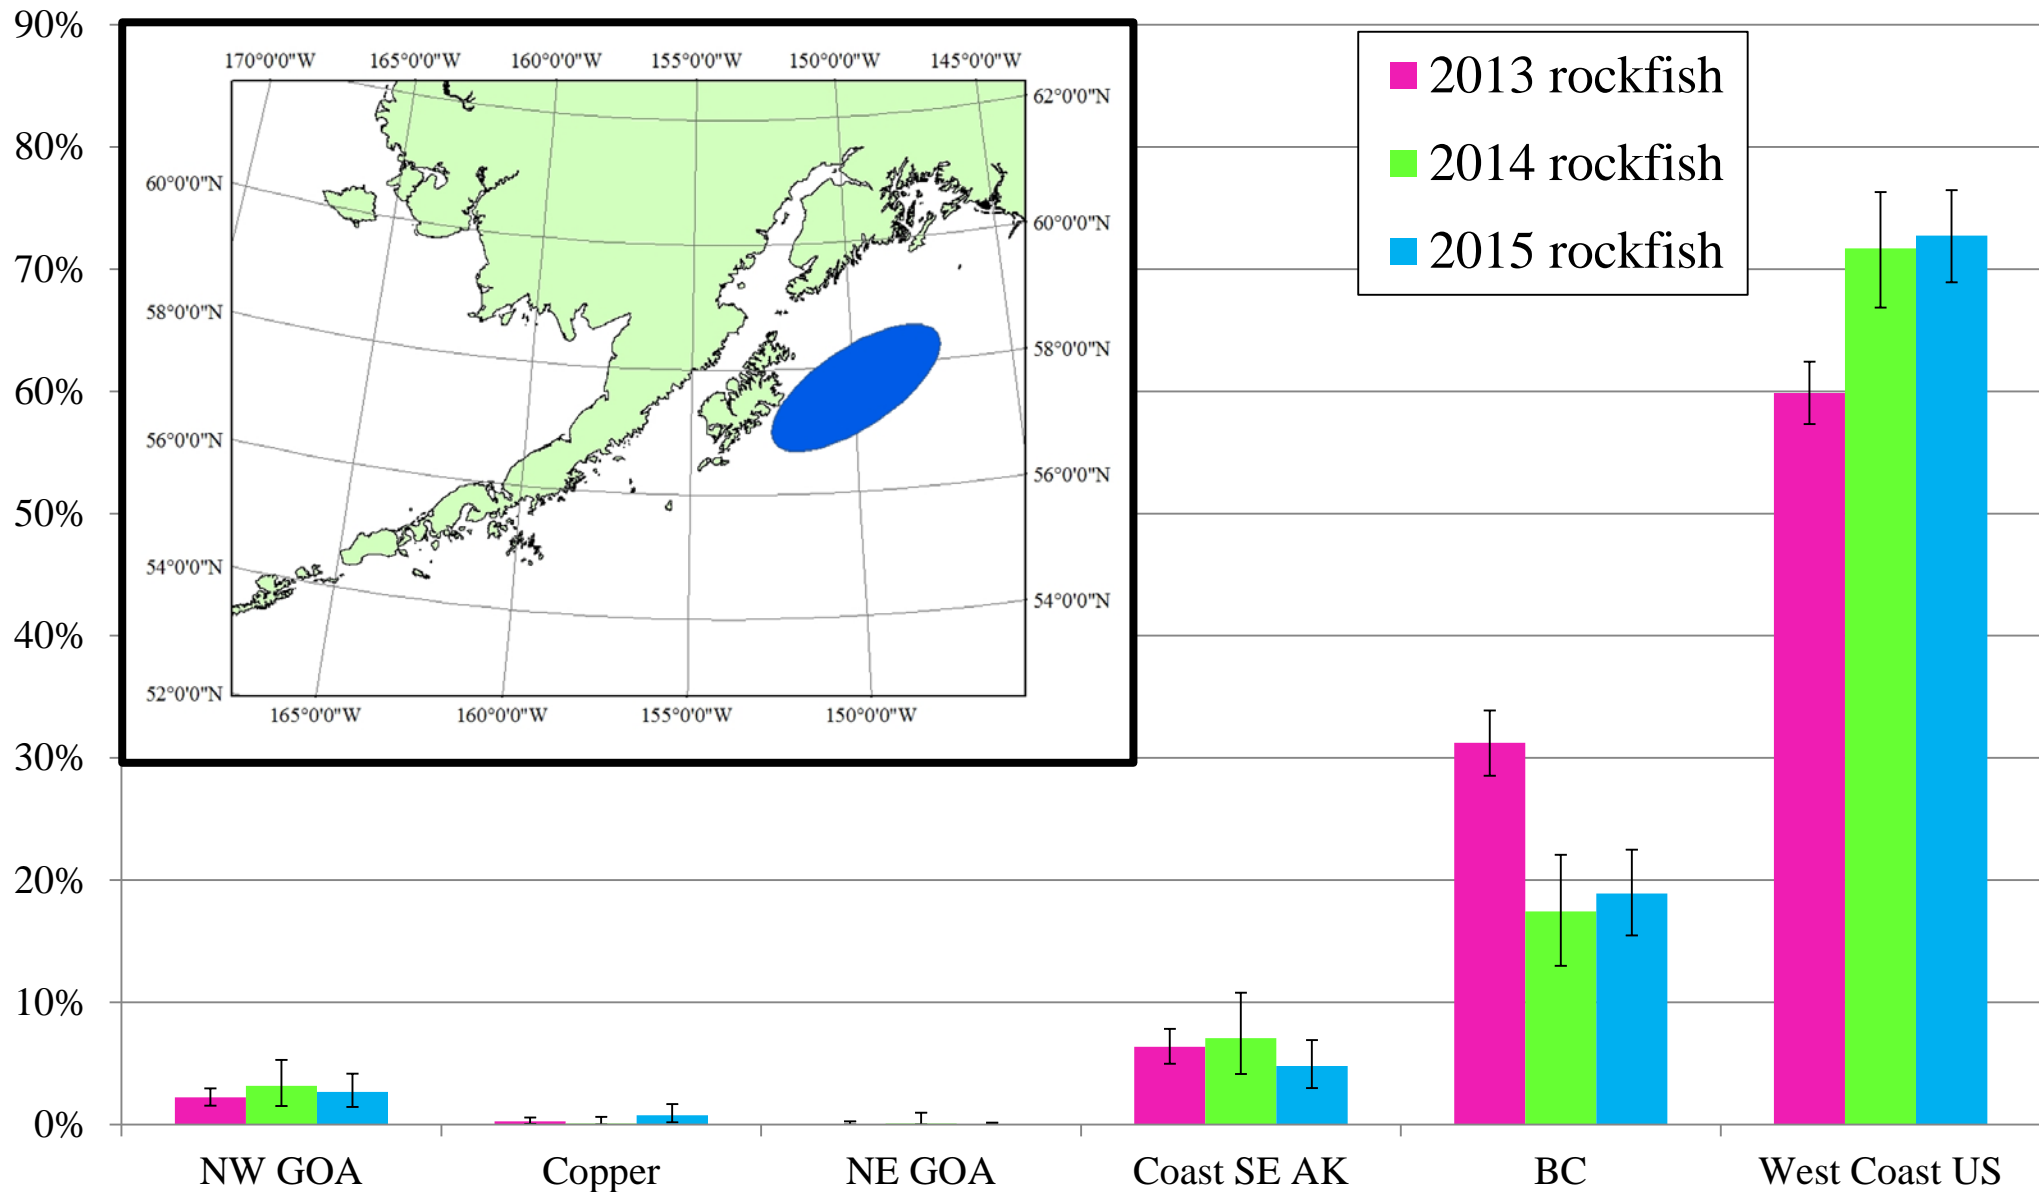 90%
80%
70%
60%
50%
40%
30%
20%
10%
0%
170°0'0"W 165°0'0"W 160°0'0"W 155°0'0"W 150°0'0"W 145°0'0"W
62°0'0"N
60°0'0"N
60°0'0"N
58°0'0"N
58°0'0"N
56°0'0"N
56°0'0"N
54°0'0"N
54°0'0"N
52°0'0"N
165°0'0"W 160°0'0"W 155°0'0"W 150°0'0"W
2013 rockfish
2014 rockfish
2015 rockfish
NW GOA Copper NE GOA Coast SE AK BC West Coast US